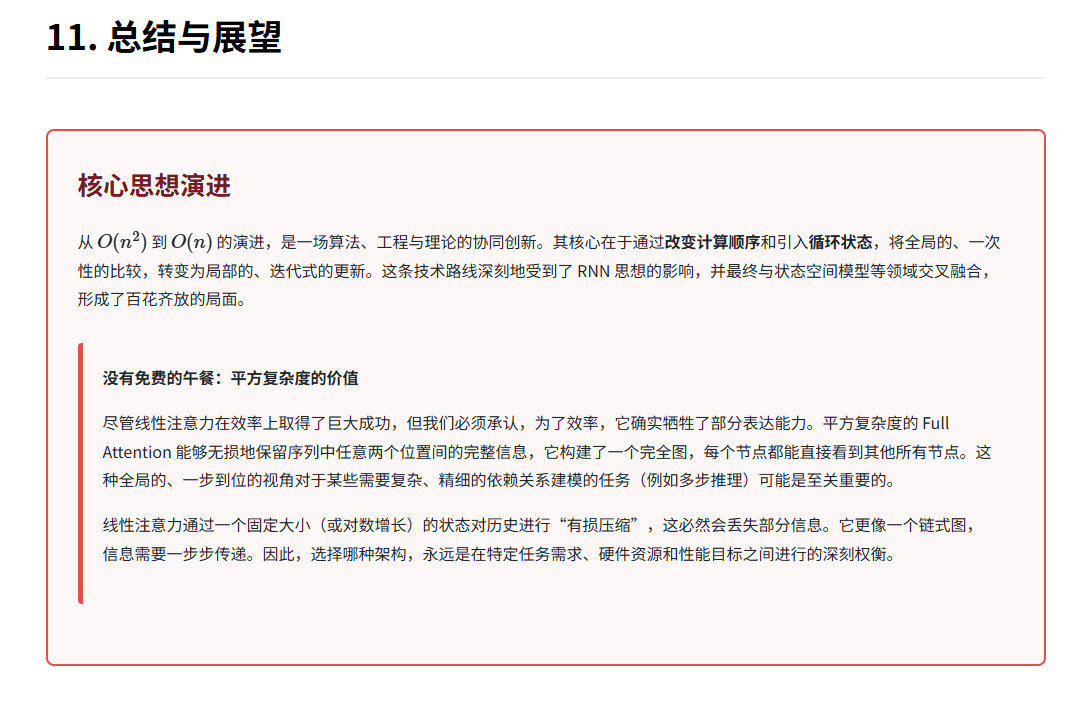 11. 总结与展望
核心思想演进
从 O(n²) 到 O(n) 的演进，是一场算法、工程与理论的协同创新。其核心在于通过改变计算顺序和引入循环状态，将全局的、一次
性的比较，转变为局部的、迭代式的更新。这条技术路线深刻地受到了 RNN 思想的影响，并最终与状态空间模型等领域交叉融合，
形成了百花齐放的局面。
没有免费的午餐：平方复杂度的价值
尽管线性注意力在效率上取得了巨大成功，但我们必须承认，为了效率，它确实牺牲了部分表达能力。平方复杂度的 Full
Attention 能够无损地保留序列中任意两个位置间的完整信息，它构建了一个完全图，每个节点都能直接看到其他所有节点。这
种全局的、一步到位的视角对于某些需要复杂、精细的依赖关系建模的任务（例如多步推理）可能是至关重要的。
线性注意力通过一个固定大小（或对数增长）的状态对历史进行“有损压缩”，这必然会丢失部分信息。它更像一个链式图，
信息需要一步步传递。因此，选择哪种架构，永远是在特定任务需求、硬件资源和性能目标之间进行的深刻权衡。